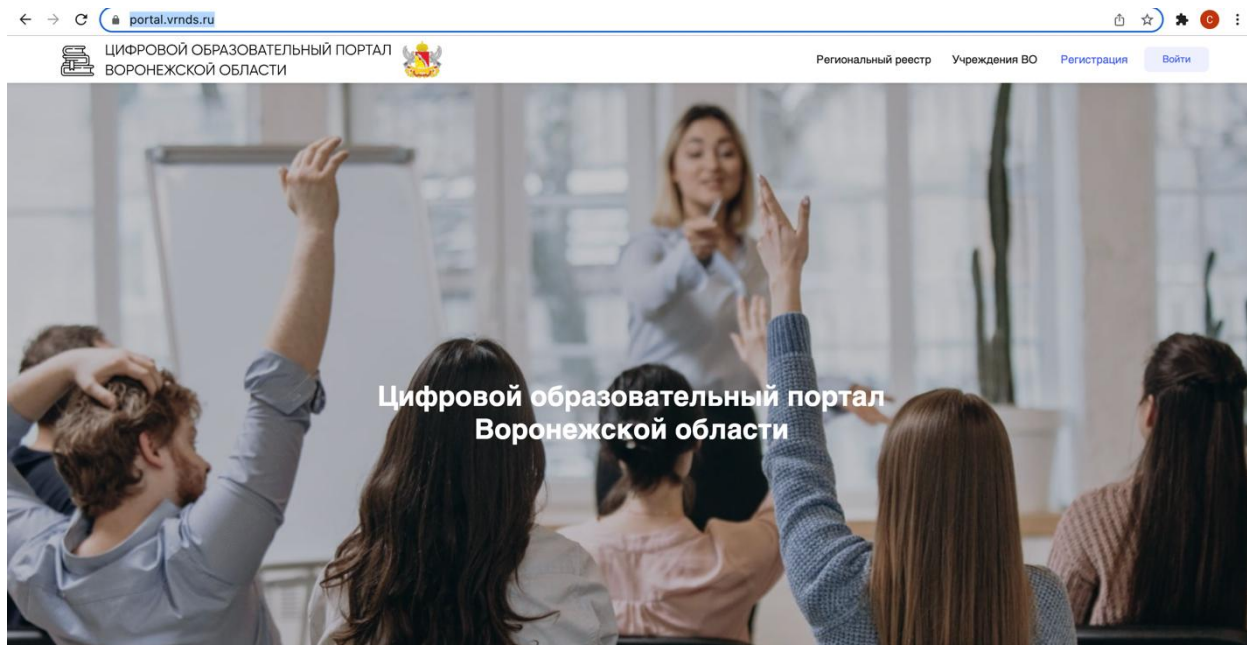 portal.vrnds.ru
C
ЦИФРОВОЙ ОБРАЗОВАТЕЛЬНЫЙ ПОРТАЛ
ВОРОНЕЖСКОЙ ОБЛАСТИ
Региональный реестр Учреждения ВО Регистрация Войти
Цифровой образовательный портал
Воронежской области